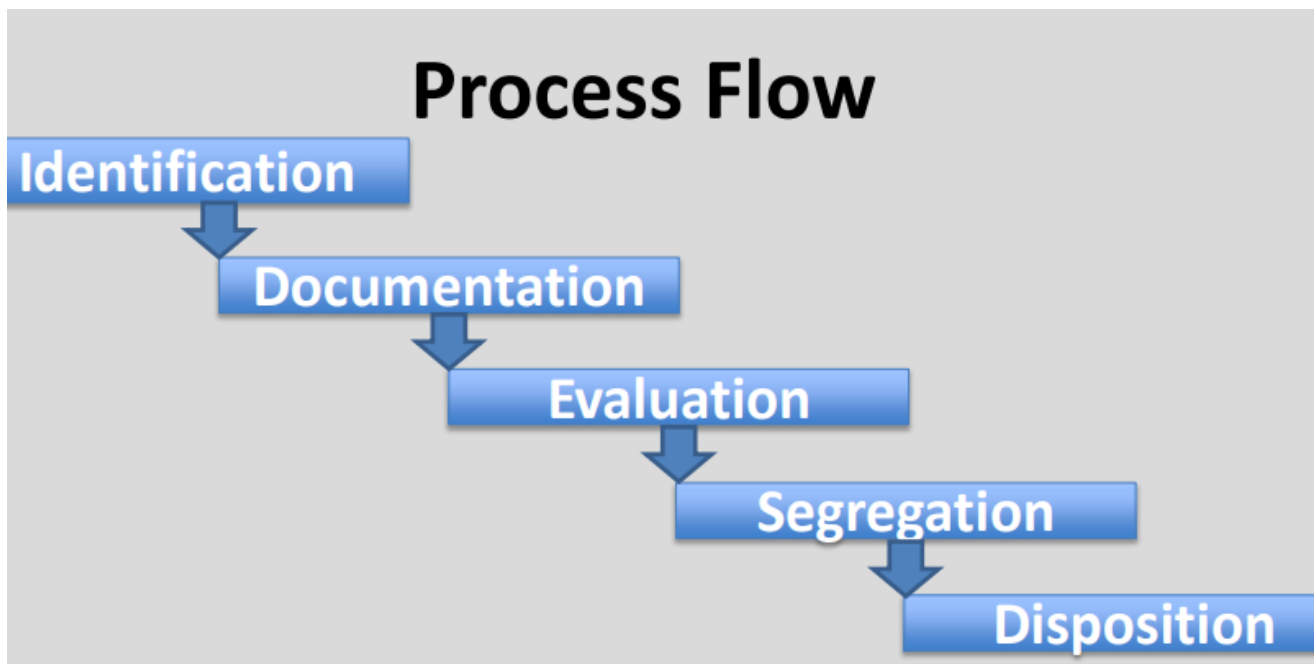 Process Flow
Identification
Documentation
Evaluation
Segregation
Disposition